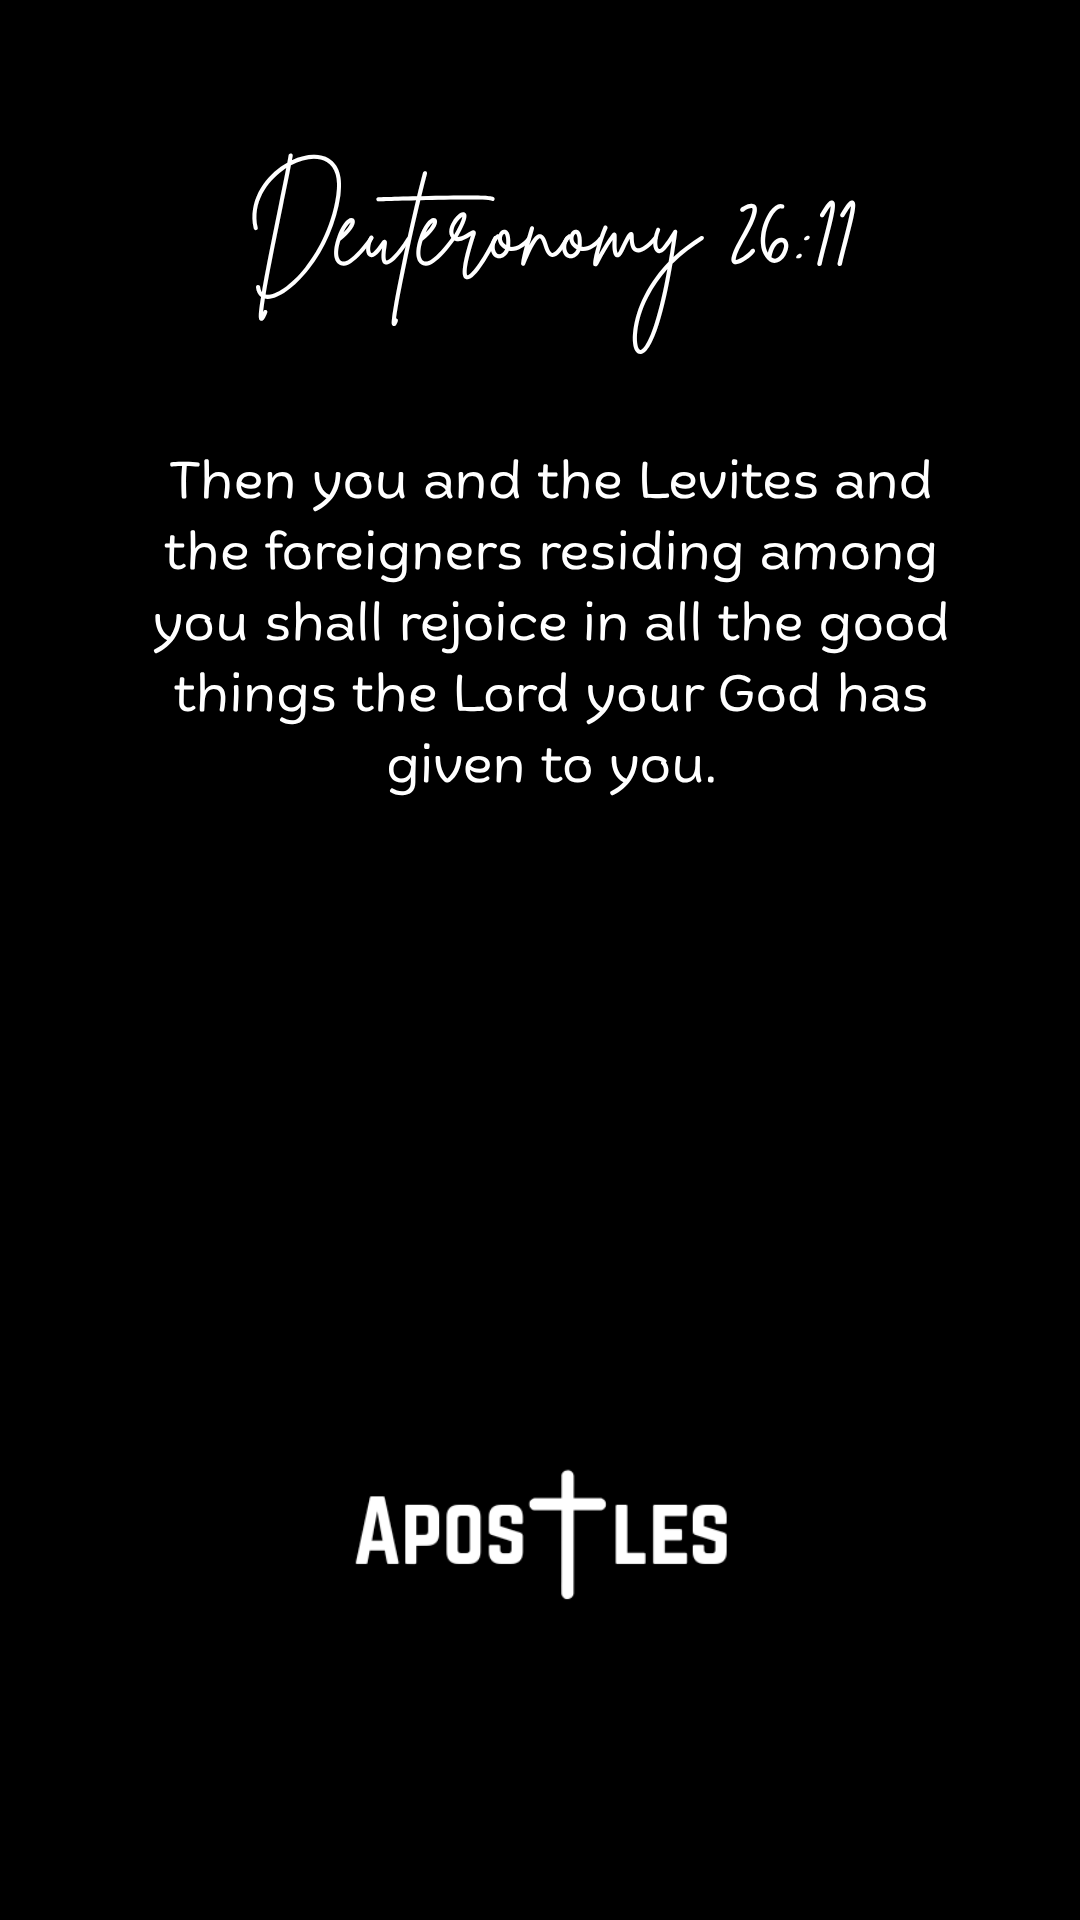 Deuteronomy 26:11
Then you and the Levites and
the foreigners residing among
you shall rejoice in all the good
things the Lord your God has
given to you.
APOSTLES